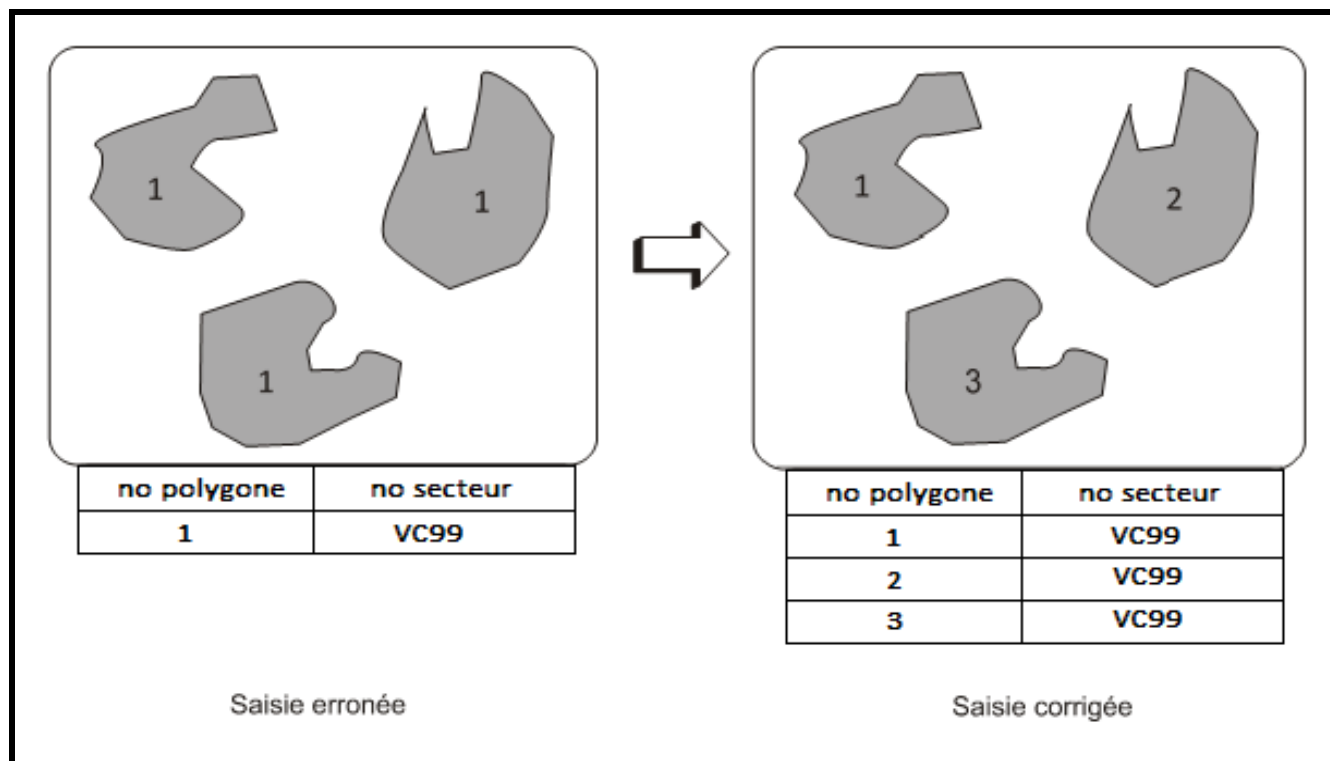 1
1
1
no polygone no secteur
1 VC99
Saisie erronée
1
2
3
no polygone no secteur
1 VC99
2 VC99
3 VC99
Saisie corrigée